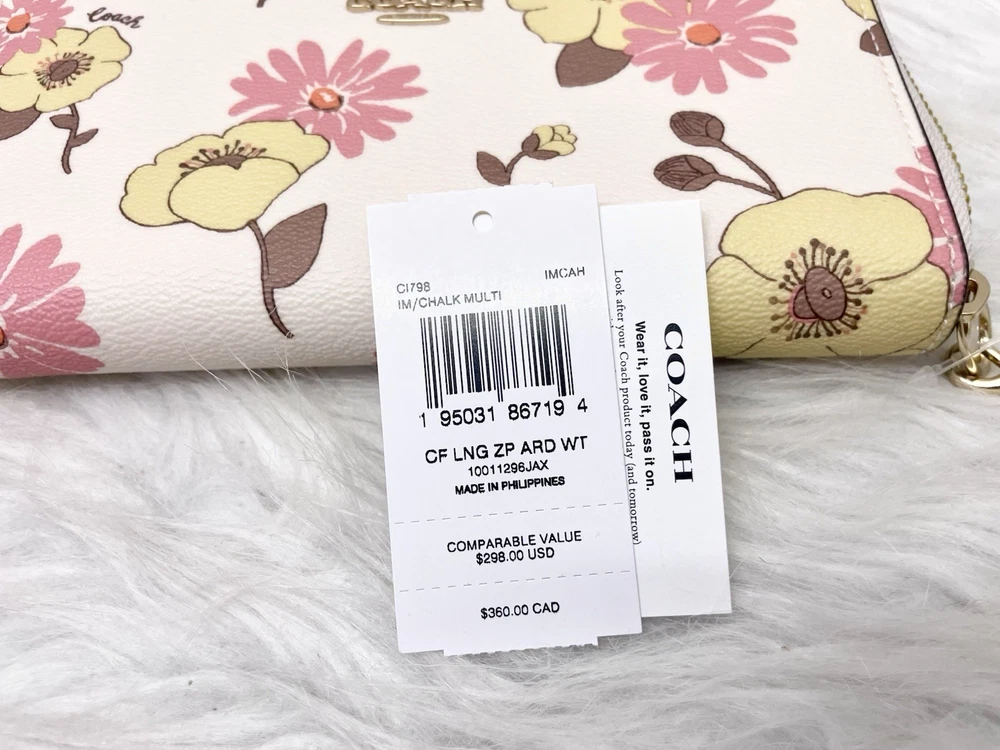 Coach
COACH
CI798
IMCAH
IM/CHALK MULTI
1 95031 86719 4
CF LNG ZP ARD WT
10011296JAX
MADE IN PHILIPPINES
COMPARABLE VALUE
$298.00 USD
$360.00 CAD
COACH
Wear it, love it, pass it on.
Look after your Coach product today (and tomorrow)